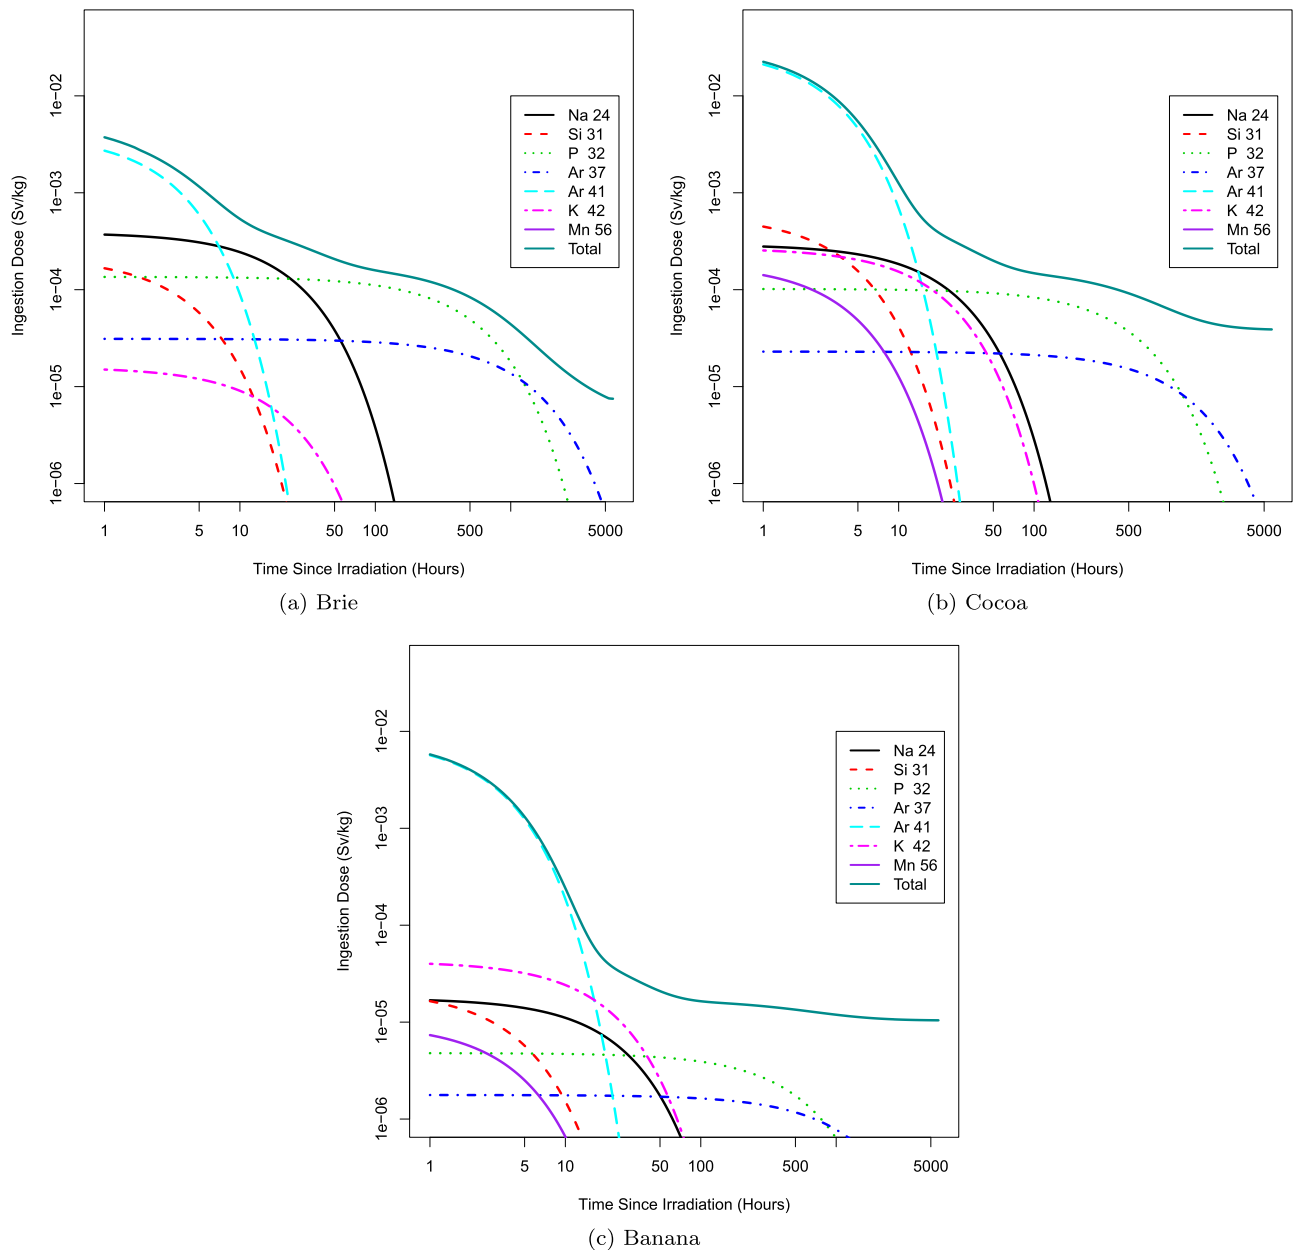 Ingestion Dose (Sv/kg)
1e−02
1e−03
1e−04
1e−05
1e−06
Na 24
Si 31
P 32
Ar 37
Ar 41
K 42
Mn 56
Total
1 5 10 50 100 500 5000
Time Since Irradiation (Hours)
(a) Brie
Ingestion Dose (Sv/kg)
1e−02
1e−03
1e−04
1e−05
1e−06
Na 24
Si 31
P 32
Ar 37
Ar 41
K 42
Mn 56
Total
1 5 10 50 100 500 5000
Time Since Irradiation (Hours)
(b) Cocoa
Ingestion Dose (Sv/kg)
1e−02
1e−03
1e−04
1e−05
1e−06
Na 24
Si 31
P 32
Ar 37
Ar 41
K 42
Mn 56
Total
1 5 10 50 100 500 5000
Time Since Irradiation (Hours)
(c) Banana